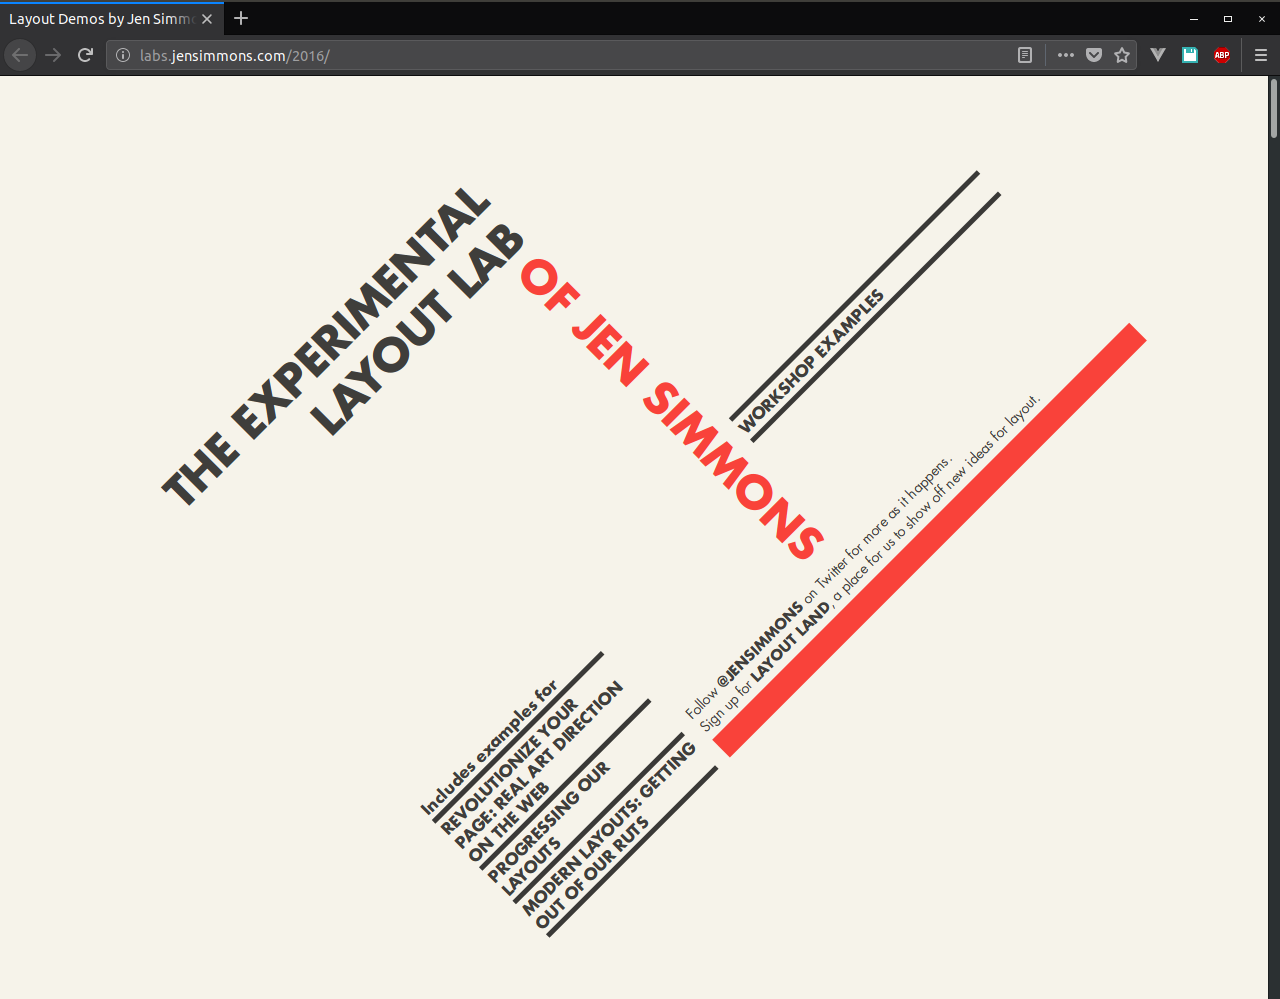 Layout Demos by Jen Simm
labs.jensimmons.com/2016/
ABP
THE EXPERIMENTAL
LAYOUT LAB
OF JEN SIMMONS
WORKSHOP EXAMPLES
Follow @JENSIMMONS on Twitter for more as it happens.
Sign up for LAYOUT LAND, a place for us to show off new ideas for layout.
Includes examples for
REVOLUTIONIZE YOUR
PAGE: REAL ART DIRECTION
ON THE WEB
PROGRESSING OUR
LAYOUTS
MODERN LAYOUTS: GETTING
OUT OF OUR RUTS